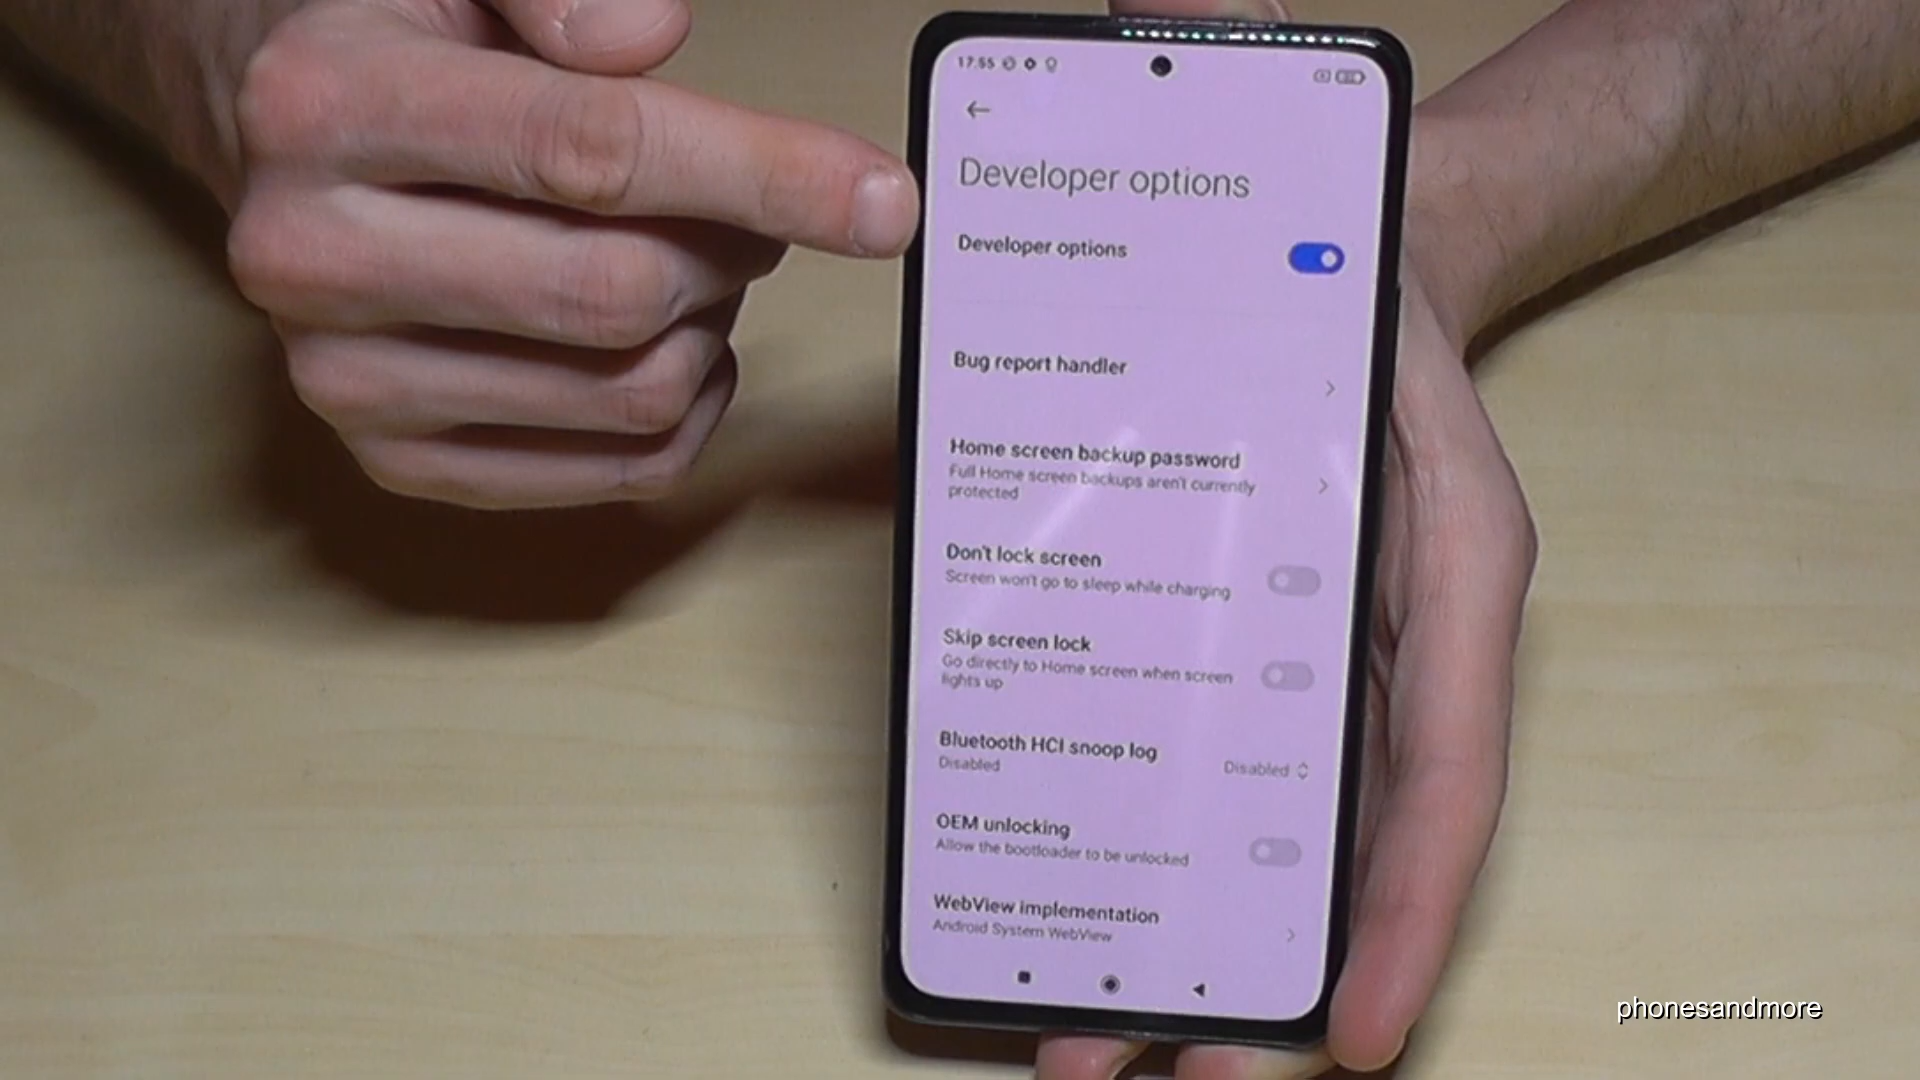 17:55
Developer options
Developer options
Bug report handler
Home screen backup password
Full Home screen backups aren't currently
protected
Don't lock screen
Screen won't go to sleep while charging
Skip screen lock
Go directly to Home screen when screen
lights up
Bluetooth HCI snoop log
Disabled
Disabled
OEM unlocking
Allow the bootloader to be unlocked
WebView implementation
Android System WebView
phonesandmore